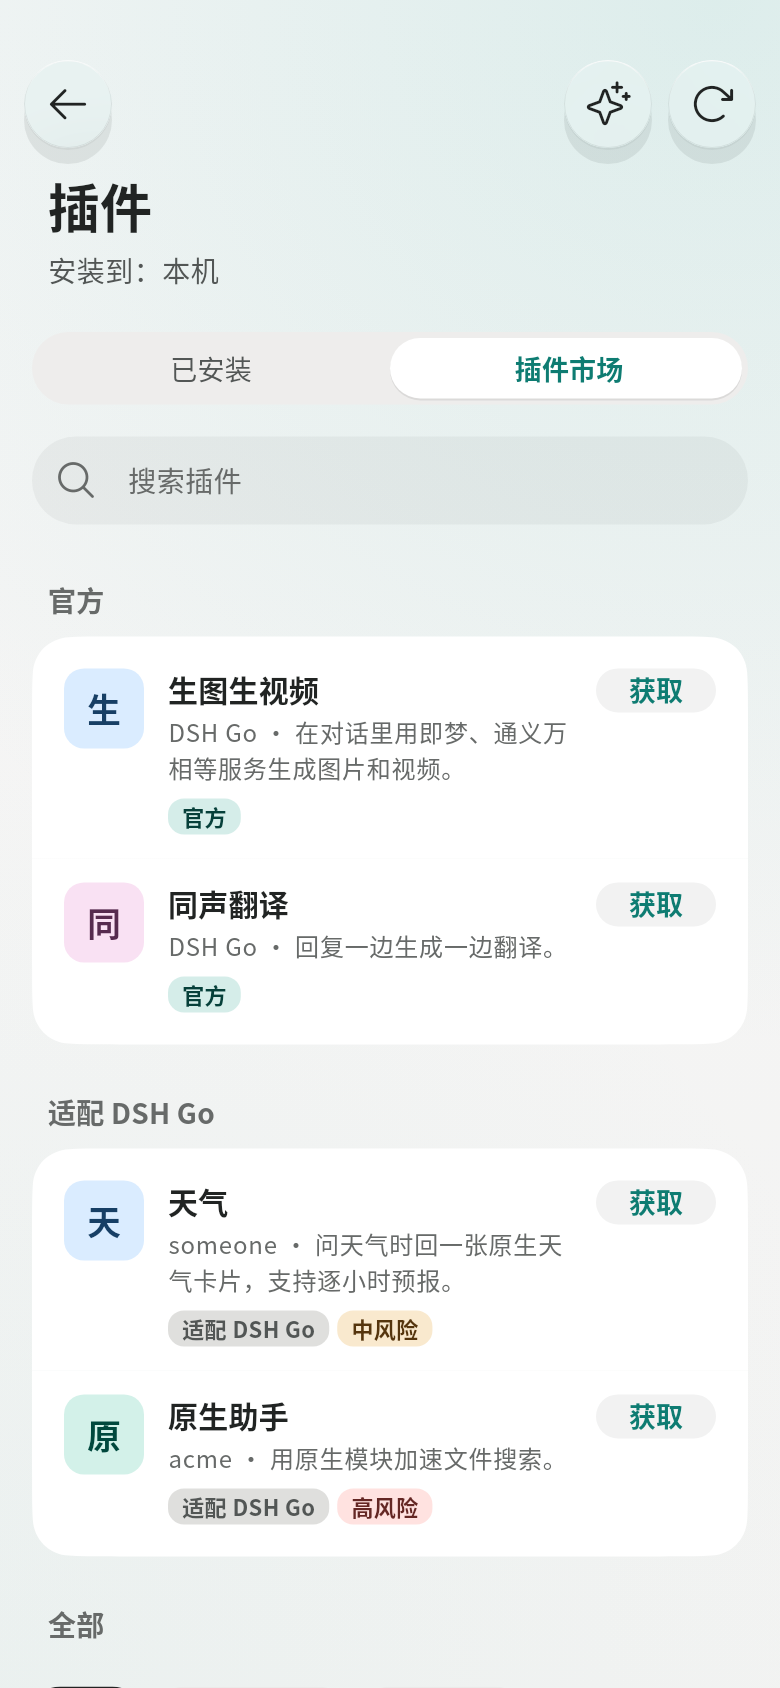 插件
安装到：本机
已安装
插件市场
搜索插件
官方
生
生图生视频
获取
DSH Go · 在对话里用即梦、通义万
相等服务生成图片和视频。
官方
同
同声翻译
获取
DSH Go · 回复一边生成一边翻译。
官方
适配 DSH Go
天
天气
获取
someone · 问天气时回一张原生天
气卡片，支持逐小时预报。
适配 DSH Go
中风险
原
原生助手
获取
acme · 用原生模块加速文件搜索。
适配 DSH Go
高风险
全部